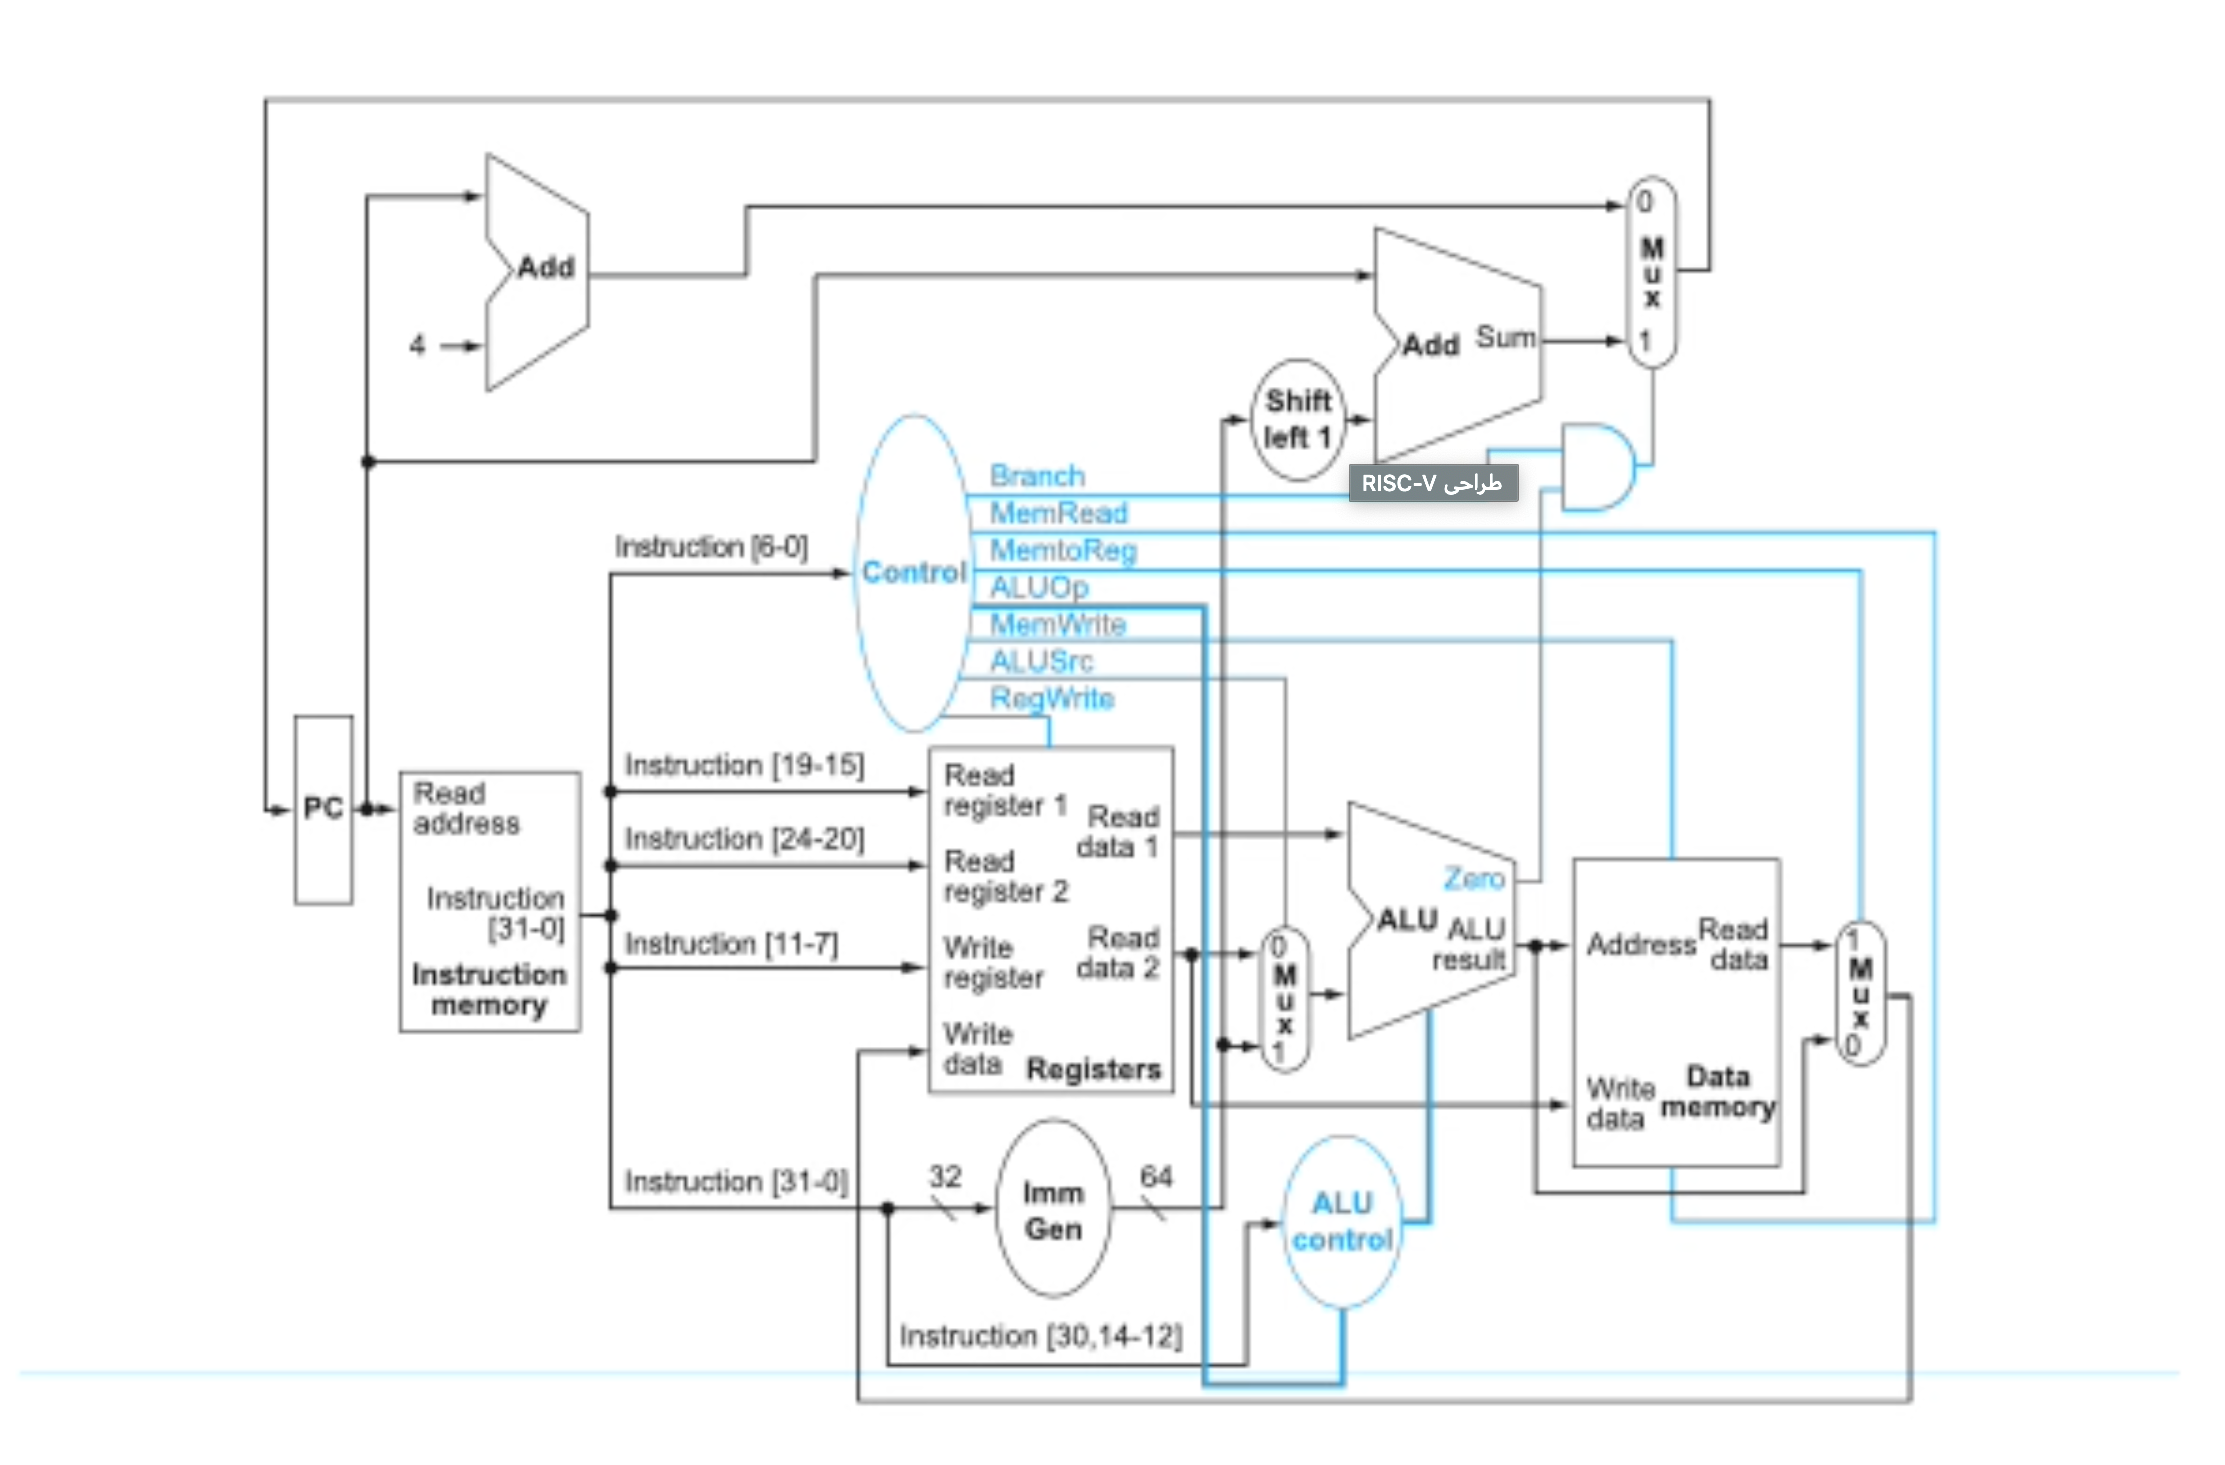 0
M
u
x
1
Add
4
Add Sum
Shift
left 1
طراحی RISC-V
Branch
MemRead
MemtoReg
ALUOp
MemWrite
ALUSrc
RegWrite
Control
Instruction [6-0]
PC
Read
address
Instruction
[31-0]
Instruction
memory
Instruction [19-15]
Instruction [24-20]
Instruction [11-7]
Instruction [31-0]
Read
register 1
Read
register 2
Write
register
Write
data
Read
data 1
Read
data 2
Registers
0
M
u
x
1
Zero
ALU
ALU
result
Address
Read
data
Write
data
Data
memory
1
M
u
x
0
32
Imm
Gen
64
ALU
control
Instruction [30,14-12]